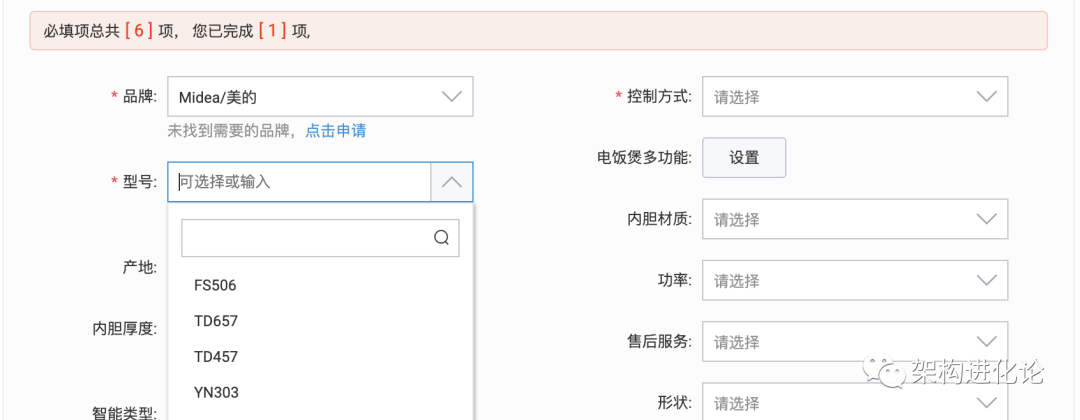 必填项总共 [ 6 ] 项， 您已完成 [ 1 ] 项,
* 品牌: Midea/美的
未找到需要的品牌，点击申请
* 型号: 可选择或输入
FS506
TD657
TD457
YN303
产地:
内胆厚度:
智能类型:
* 控制方式: 请选择
电饭煲多功能: 设置
内胆材质: 请选择
功率: 请选择
售后服务: 请选择
形状: 请选择
架构进化论